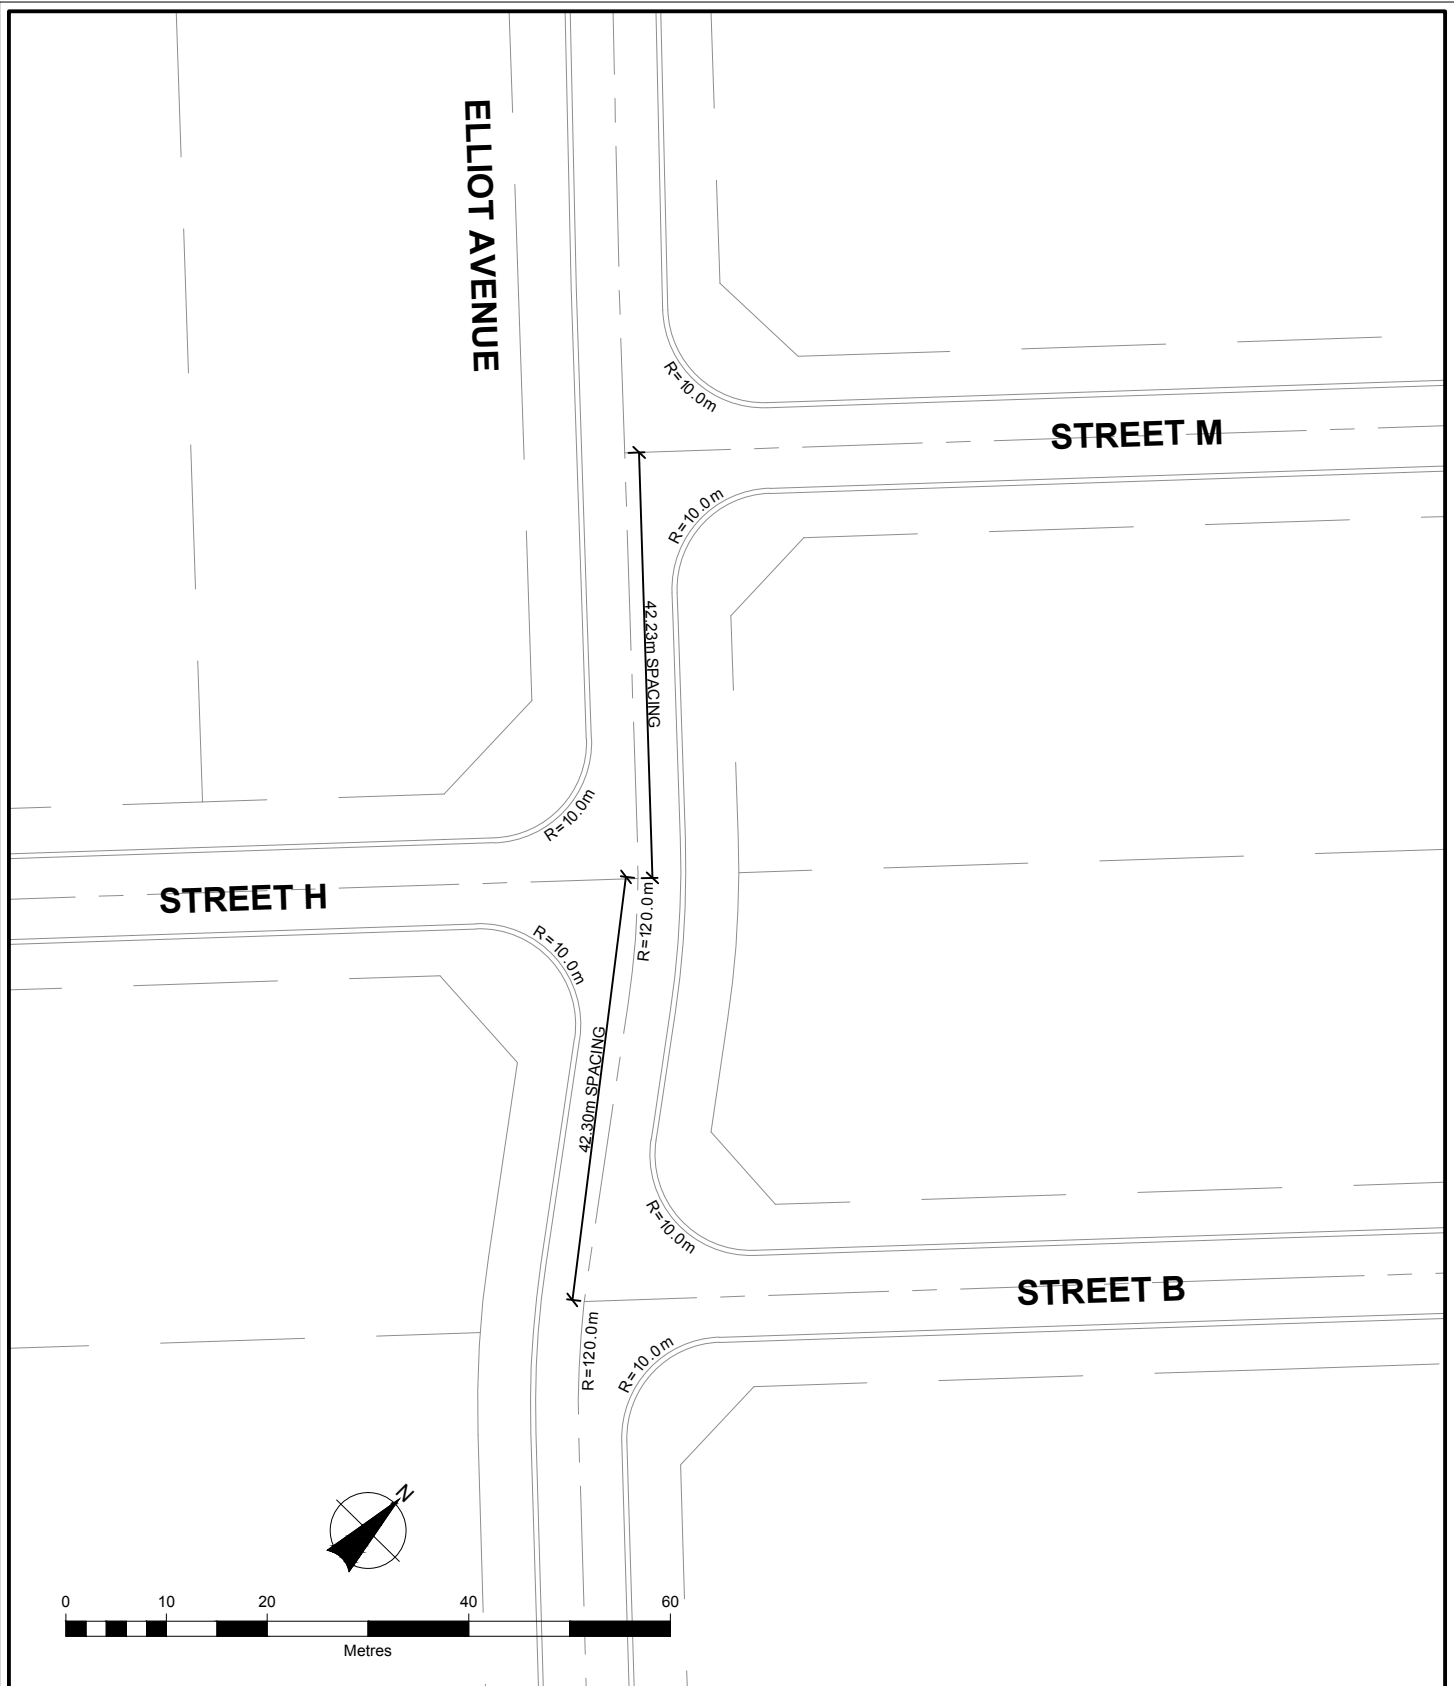 ELLIOT AVENUE
R=10.0m
STREET M
R=10.0m
42.23m SPACING
R=10.0m
STREET H
R=120.0m
R=10.0m
42.30m SPACING
R=10.0m
STREET B
R=120.0m
R=10.0m
N
0 10 20 40 60
Metres